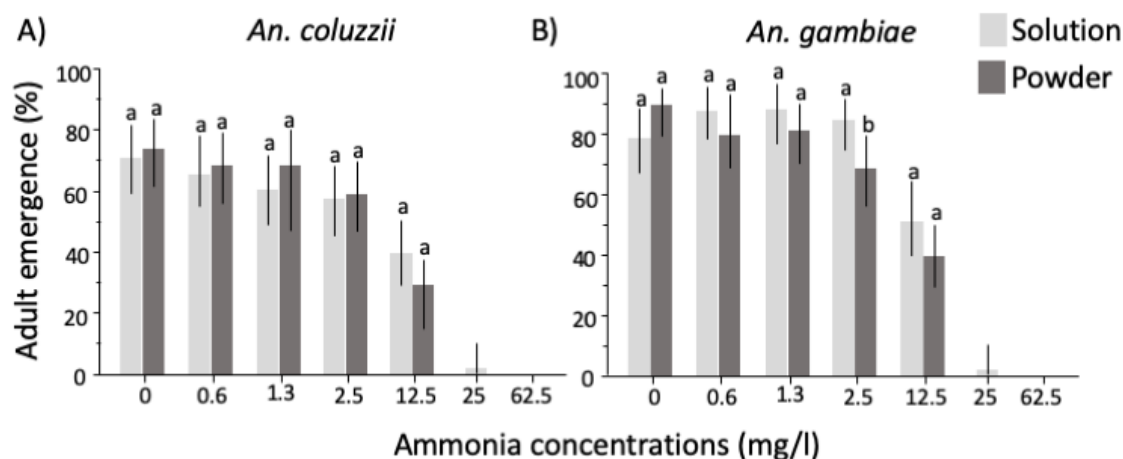 A) An. coluzzii B) An. gambiae Solution
Powder
Adult emergence (%)
100
80
60
40
20
0
a a a a a a a a a a
0 0.6 1.3 2.5 12.5 25 62.5
100
80
60
40
20
0
a a a a a a a b a a
0 0.6 1.3 2.5 12.5 25 62.5
Ammonia concentrations (mg/l)